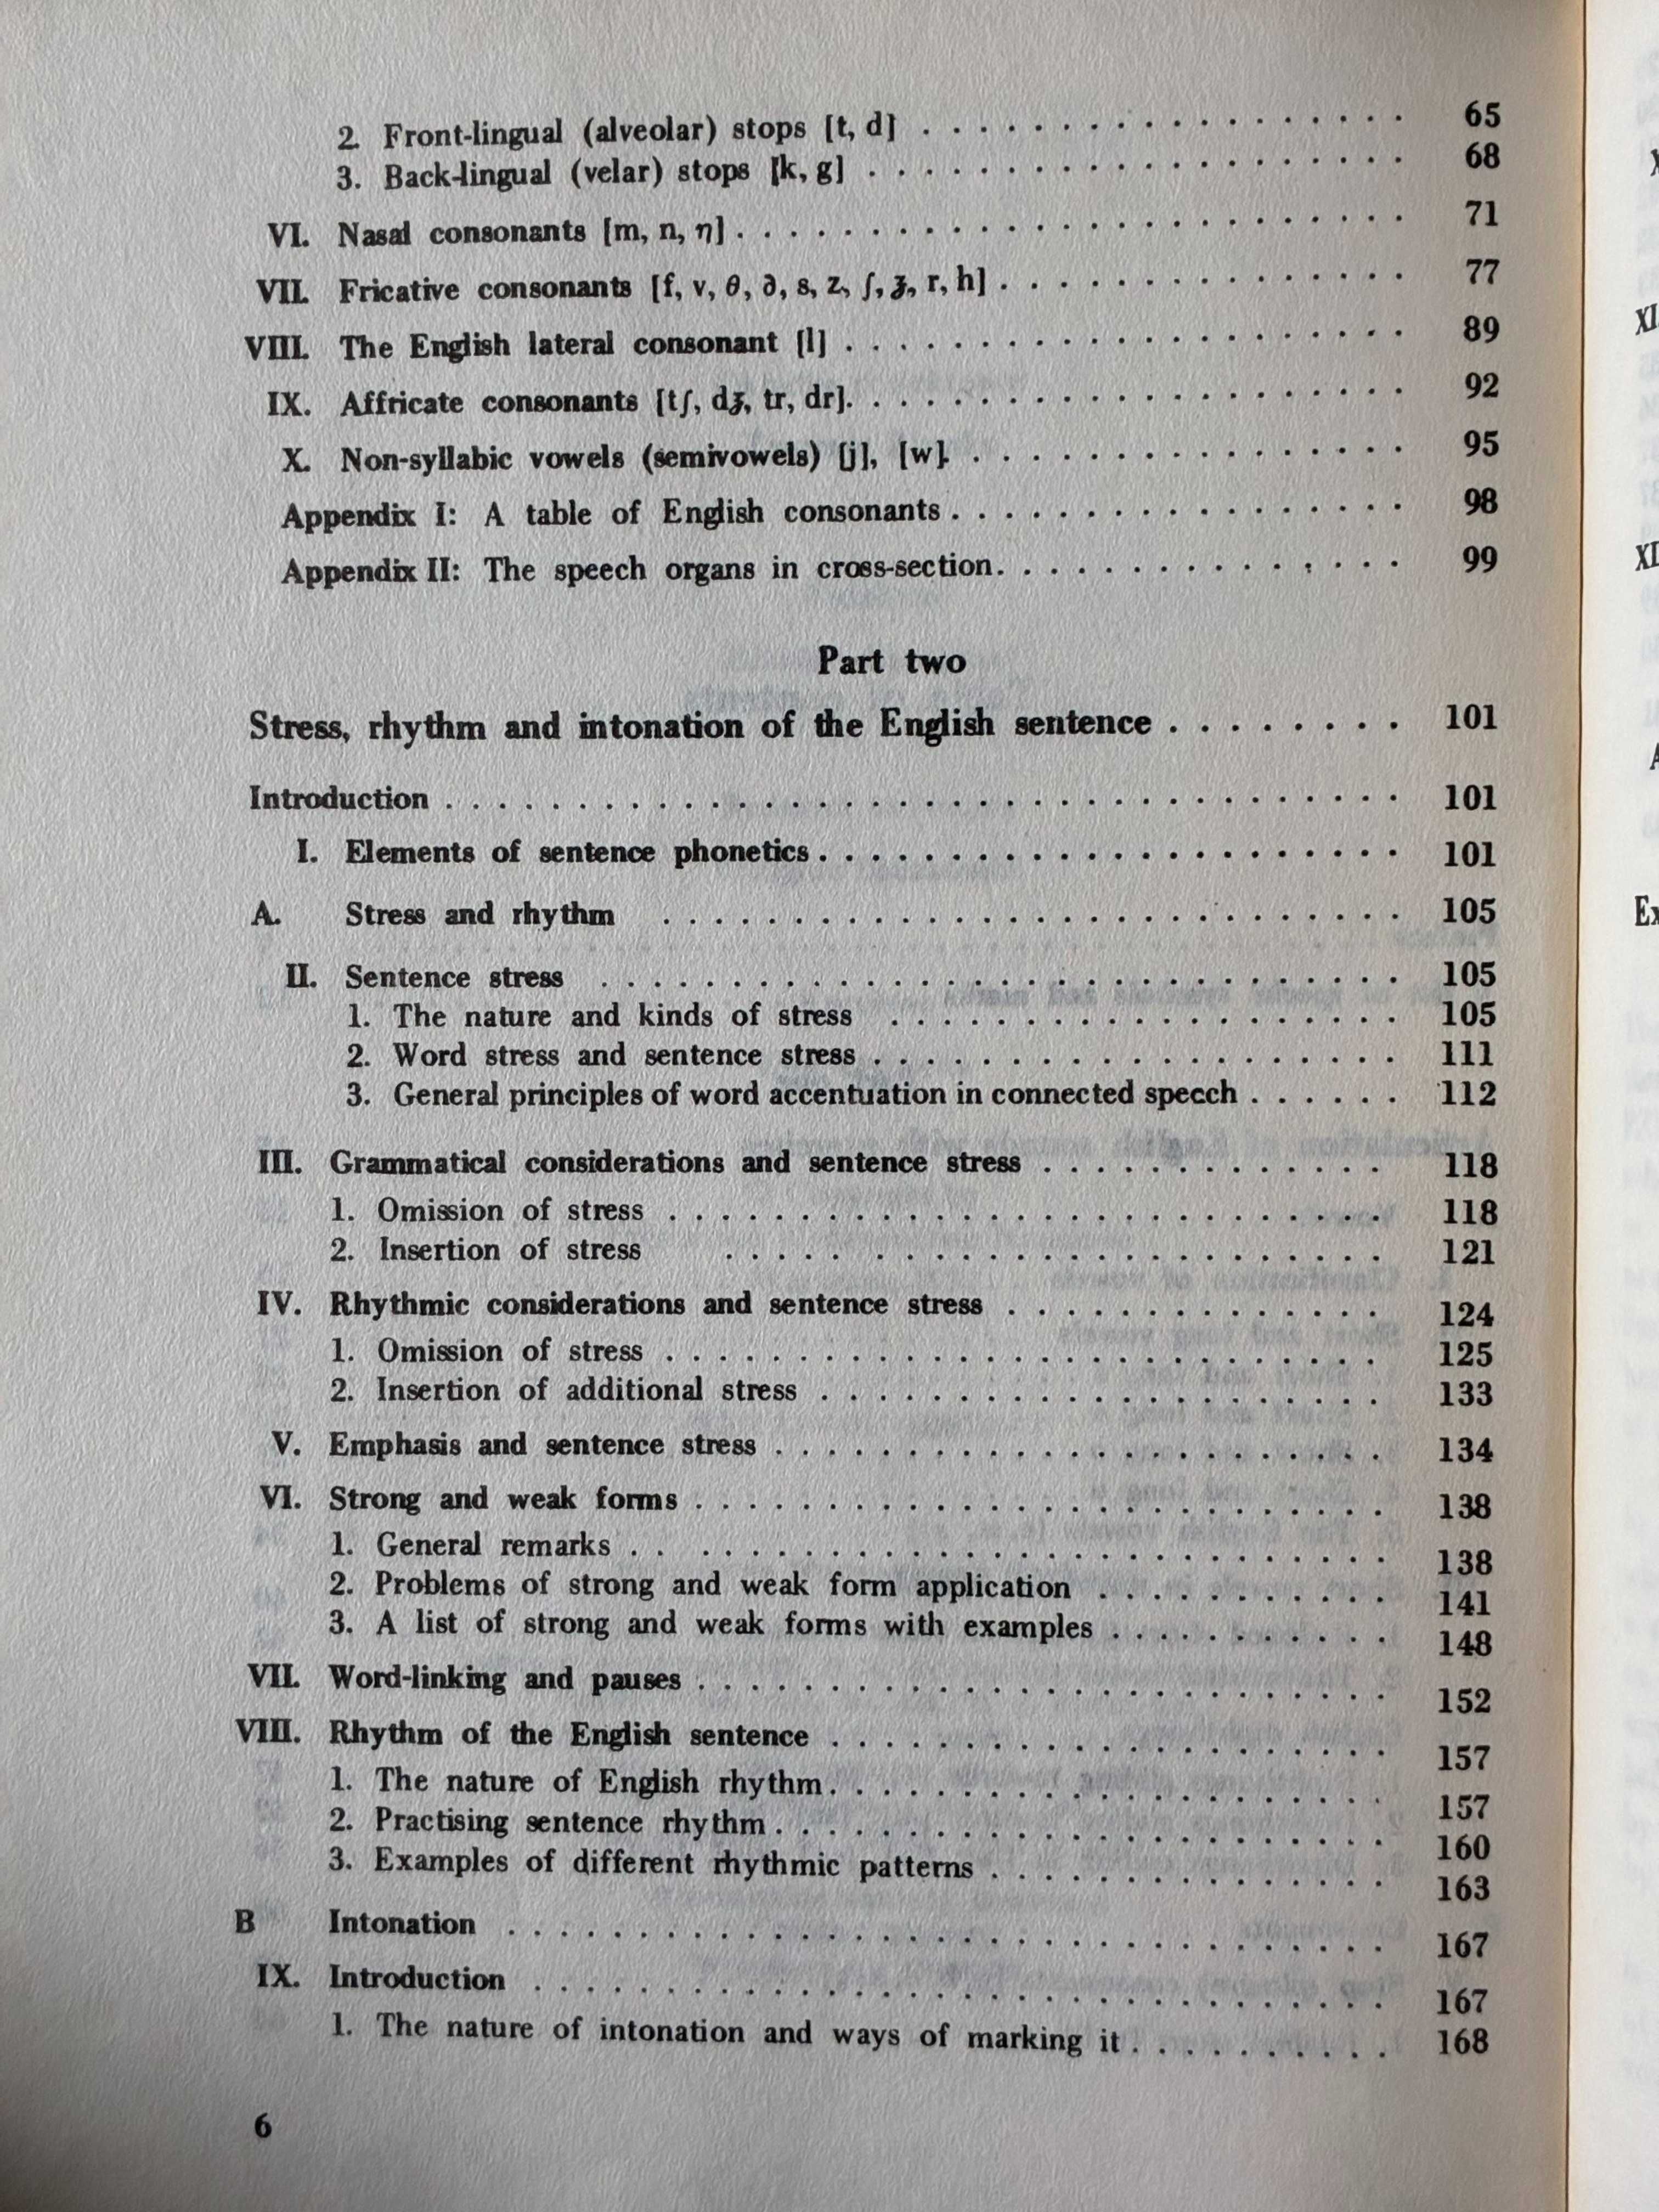 2. Front-lingual (alveolar) stops [t, d] . . . . . . . . . . . . . . . . . . 65
3. Back-lingual (velar) stops [k, g] . . . . . . . . . . . . . . . . . . . . 68
VI. Nasal consonants [m, n, η] . . . . . . . . . . . . . . . . . . . . . . . . . 71
VII. Fricative consonants [f, v, θ, ∂, s, z, ʃ, ʒ, r, h] . . . . . . . . . . . . . . . 77
VIII. The English lateral consonant [l] . . . . . . . . . . . . . . . . . . . . . 89
IX. Affricate consonants [tʃ, dʒ, tr, dr]. . . . . . . . . . . . . . . . . . . . . 92
X. Non-syllabic vowels (semivowels) [j], [w]. . . . . . . . . . . . . . . . . 95
Appendix I: A table of English consonants . . . . . . . . . . . . . . . . . 98
Appendix II: The speech organs in cross-section. . . . . . . . . . . . . . . . 99
Part two
Stress, rhythm and intonation of the English sentence . . . . . . . . . 101
Introduction . . . . . . . . . . . . . . . . . . . . . . . . . . . . . . . . . . . . 101
I. Elements of sentence phonetics . . . . . . . . . . . . . . . . . . . . . . 101
A. Stress and rhythm . . . . . . . . . . . . . . . . . . . . . . . . . . . . 105
II. Sentence stress . . . . . . . . . . . . . . . . . . . . . . . . . . . . . . 105
1. The nature and kinds of stress . . . . . . . . . . . . . . . . . . . . 105
2. Word stress and sentence stress . . . . . . . . . . . . . . . . . . . . 111
3. General principles of word accentuation in connected speech . . . . . . 112
III. Grammatical considerations and sentence stress . . . . . . . . . . . . . 118
1. Omission of stress . . . . . . . . . . . . . . . . . . . . . . . . . . . 118
2. Insertion of stress . . . . . . . . . . . . . . . . . . . . . . . . . 121
IV. Rhythmic considerations and sentence stress . . . . . . . . . . . . . . 124
1. Omission of stress . . . . . . . . . . . . . . . . . . . . . . . . . . . 125
2. Insertion of additional stress . . . . . . . . . . . . . . . . . . . . . 133
V. Emphasis and sentence stress . . . . . . . . . . . . . . . . . . . . . . . 134
VI. Strong and weak forms . . . . . . . . . . . . . . . . . . . . . . . . . . 138
1. General remarks . . . . . . . . . . . . . . . . . . . . . . . . . . . . 138
2. Problems of strong and weak form application . . . . . . . . . . . 141
3. A list of strong and weak forms with examples . . . . . . . . . . . 148
VII. Word-linking and pauses . . . . . . . . . . . . . . . . . . . . . . . . . . 152
VIII. Rhythm of the English sentence . . . . . . . . . . . . . . . . . . . . . 157
1. The nature of English rhythm . . . . . . . . . . . . . . . . . . . . . 157
2. Practising sentence rhythm . . . . . . . . . . . . . . . . . . . . . . . 160
3. Examples of different rhythmic patterns . . . . . . . . . . . . . . . 163
B Intonation . . . . . . . . . . . . . . . . . . . . . . . . . . . . . . . . . 167
IX. Introduction . . . . . . . . . . . . . . . . . . . . . . . . . . . . . . . . 167
1. The nature of intonation and ways of marking it . . . . . . . . . . 168
6